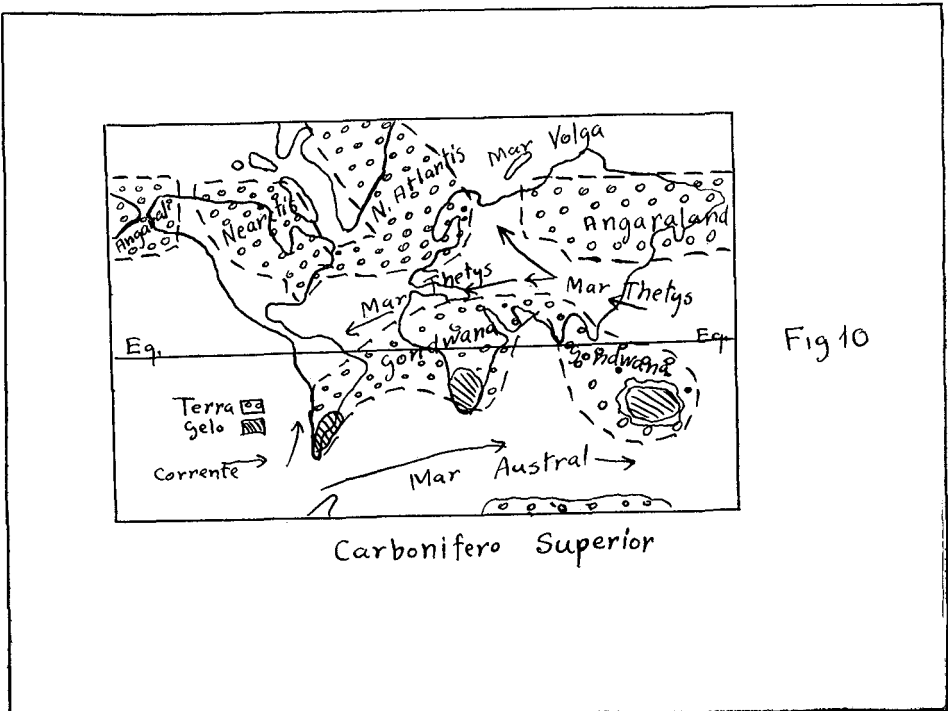 Mar Volga
N. Atlantis
Neartis
Angaral
Angaraland
Thetys
Mar
Mar Thetys
Gondwana
Eq.
Eq.
Gondwana
Fig 10
Terra
Gelo
Corrente
Mar Austral
Carbonifero Superior